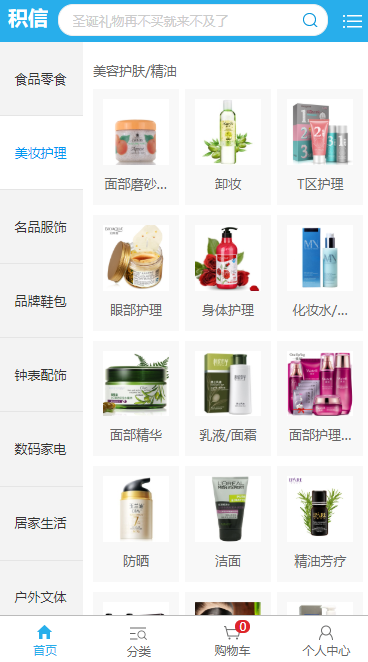 积信
圣诞礼物再不买就来不及了
食品零食
美妆护理
名品服饰
品牌鞋包
钟表配饰
数码家电
居家生活
户外文体
美容护肤/精油
面部磨砂...
卸妆
T区护理
眼部护理
身体护理
化妆水/...
面部精华
乳液/面霜
面部护理...
防晒
洁面
精油芳疗
首页
分类
0
购物车
个人中心